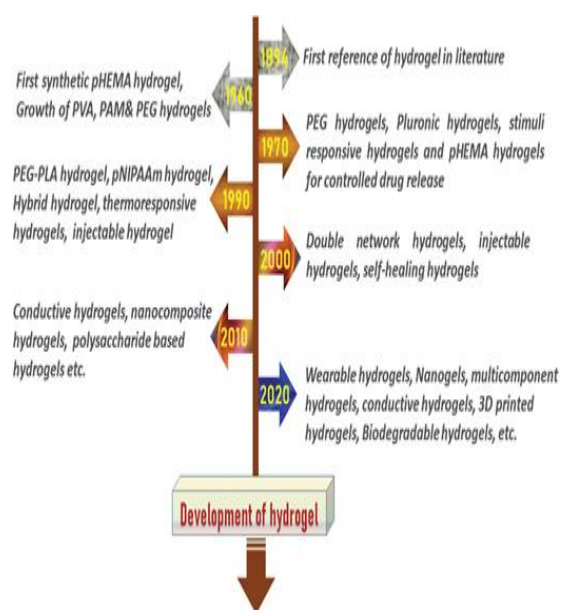 1894
First reference of hydrogel in literature
First synthetic pHEMA hydrogel,
Growth of PVA, PAM& PEG hydrogels
1960
1970
PEG hydrogels, Pluronic hydrogels, stimuli
responsive hydrogels and pHEMA hydrogels
for controlled drug release
PEG-PLA hydrogel, pNIPAAm hydrogel,
Hybrid hydrogel, thermoresponsive
hydrogels, injectable hydrogel
1990
2000
Double network hydrogels, injectable
hydrogels, self-healing hydrogels
Conductive hydrogels, nanocomposite
hydrogels, polysaccharide based
hydrogels etc.
2010
2020
Wearable hydrogels, Nanogels, multicomponent
hydrogels, conductive hydrogels, 3D printed
hydrogels, Biodegradable hydrogels, etc.
Development of hydrogel